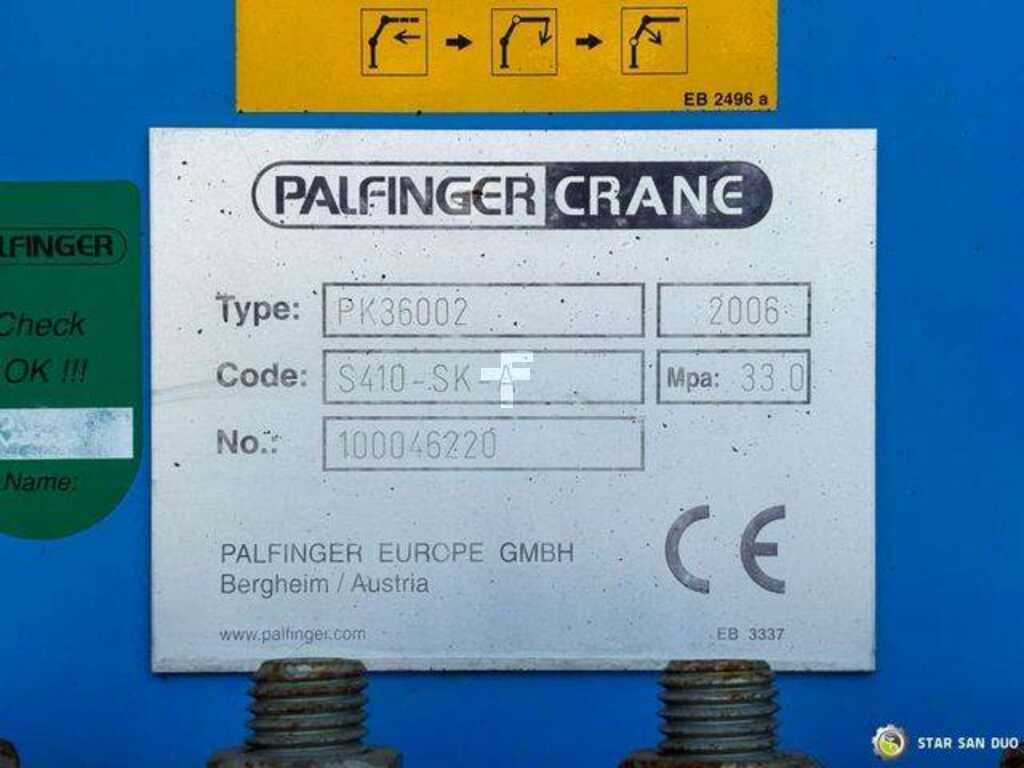 EB 2496 a
PALFINGER CRANE
LFINGER
Type: PK36002 2006
Check
OK !!!
Code: S410-SK-A Mpa: 33.0
No.: 100046220
Name:
PALFINGER EUROPE GMBH
Bergheim / Austria
www.palfinger.com
EB 3337
STAR SAN DUO